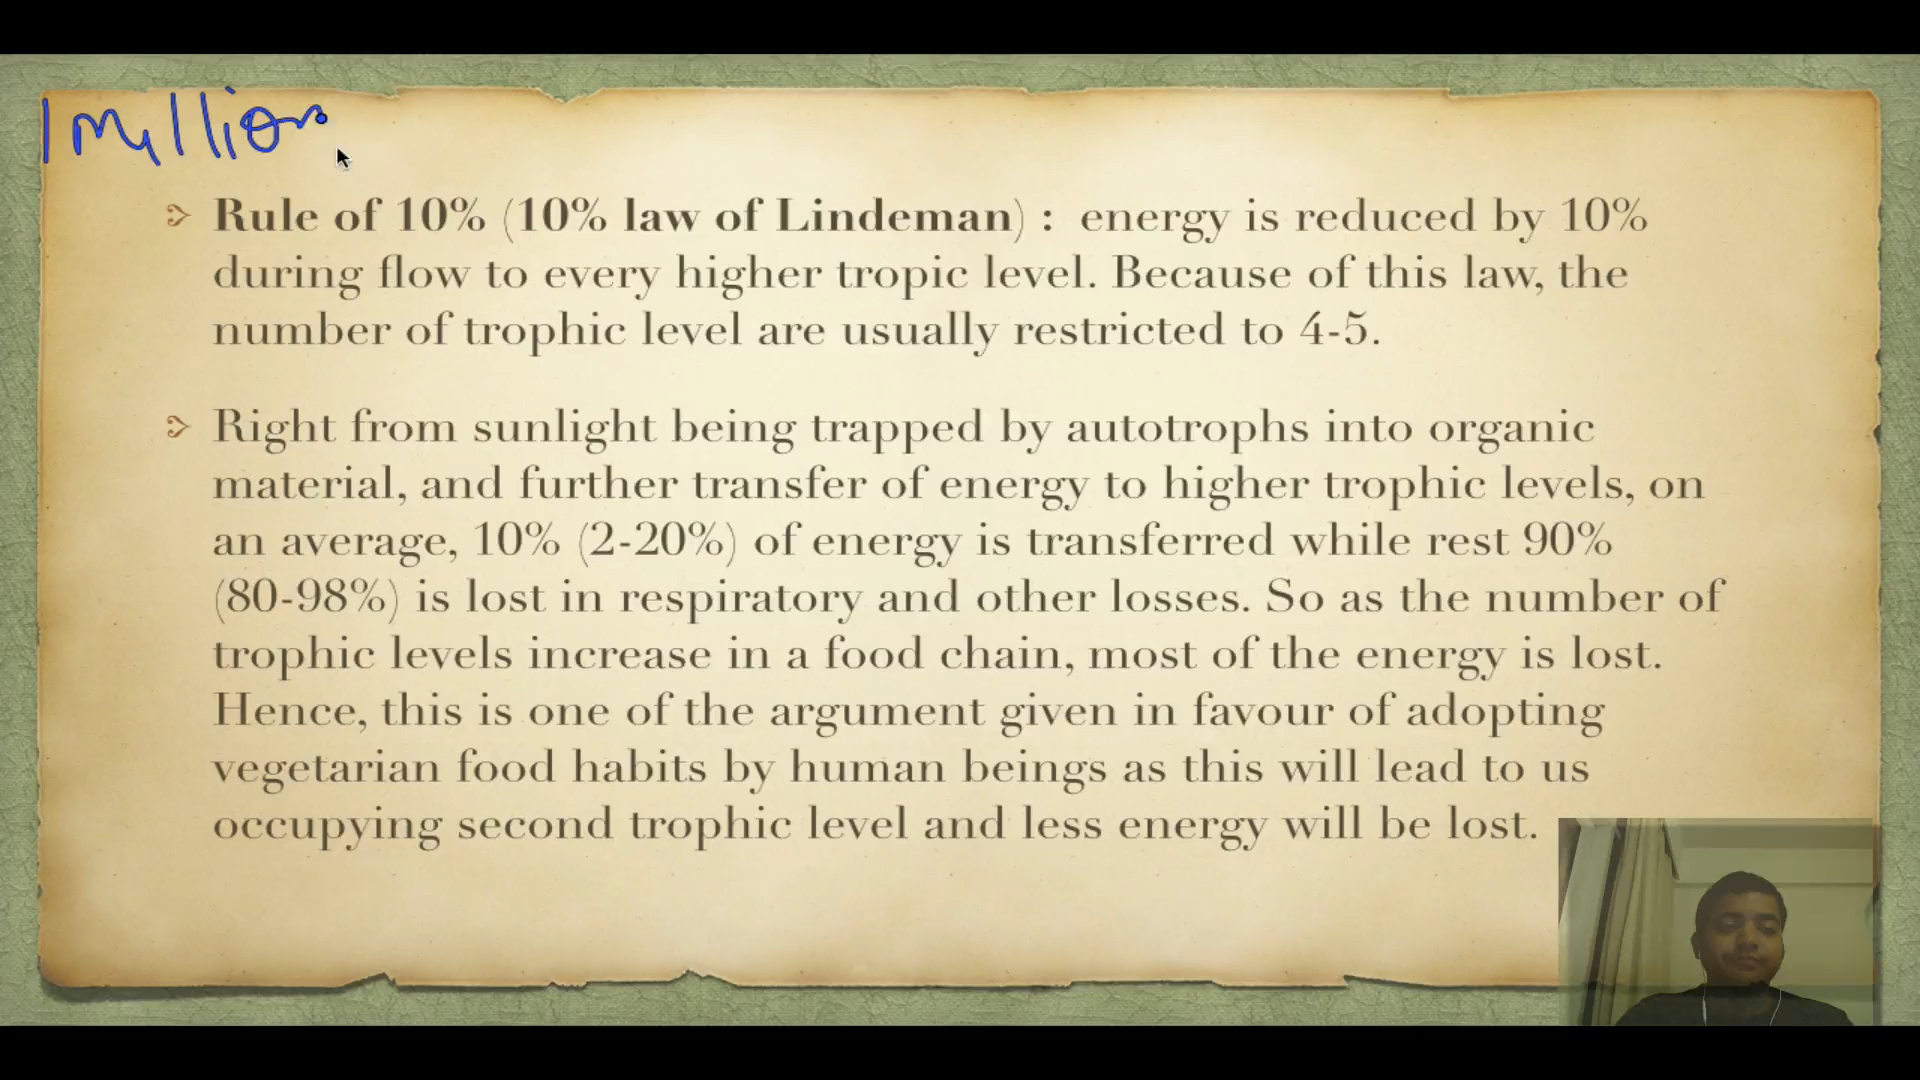 1 million
Rule of 10% (10% law of Lindeman) : energy is reduced by 10%
during flow to every higher tropic level. Because of this law, the
number of trophic level are usually restricted to 4-5.
Right from sunlight being trapped by autotrophs into organic
material, and further transfer of energy to higher trophic levels, on
an average, 10% (2-20%) of energy is transferred while rest 90%
(80-98%) is lost in respiratory and other losses. So as the number of
trophic levels increase in a food chain, most of the energy is lost.
Hence, this is one of the argument given in favour of adopting
vegetarian food habits by human beings as this will lead to us
occupying second trophic level and less energy will be lost.